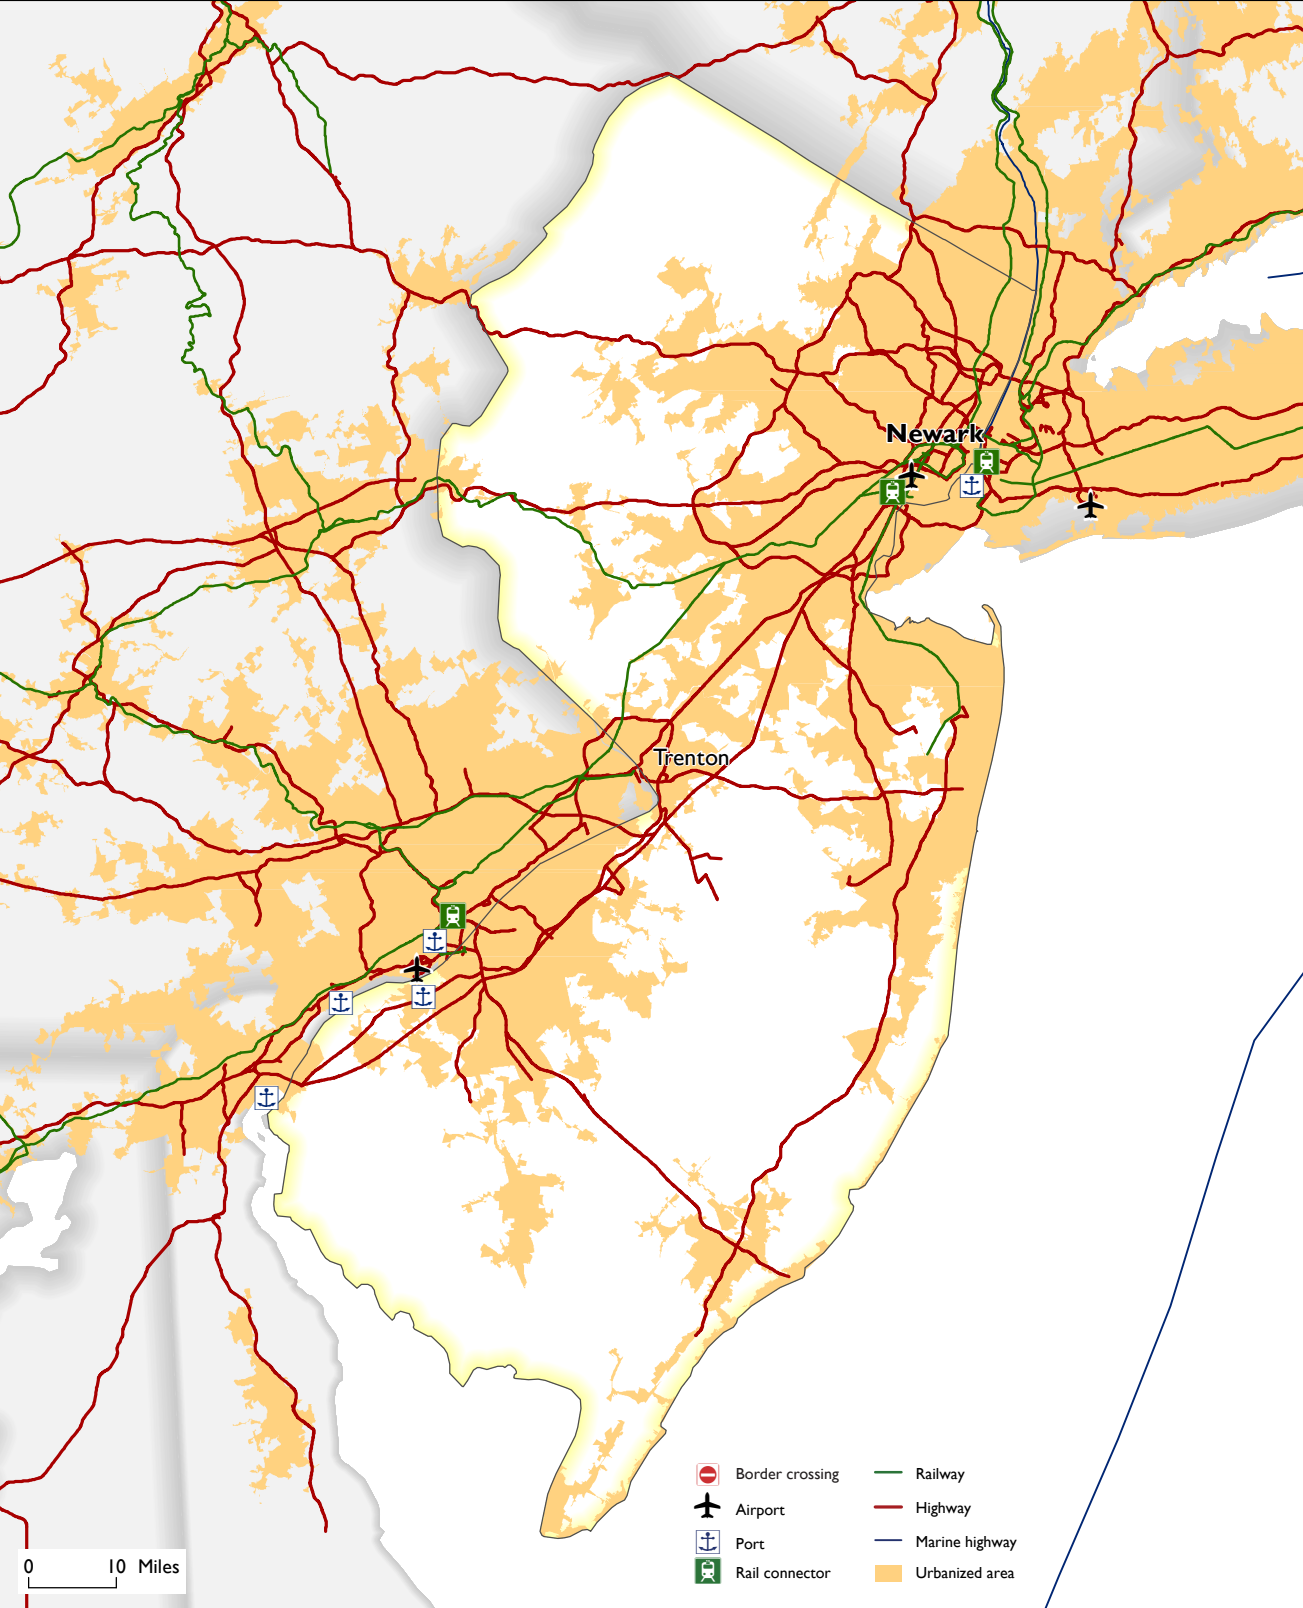 Newark
Trenton
Border crossing
Railway
Airport
Highway
Port
Marine highway
Rail connector
Urbanized area
0 10 Miles